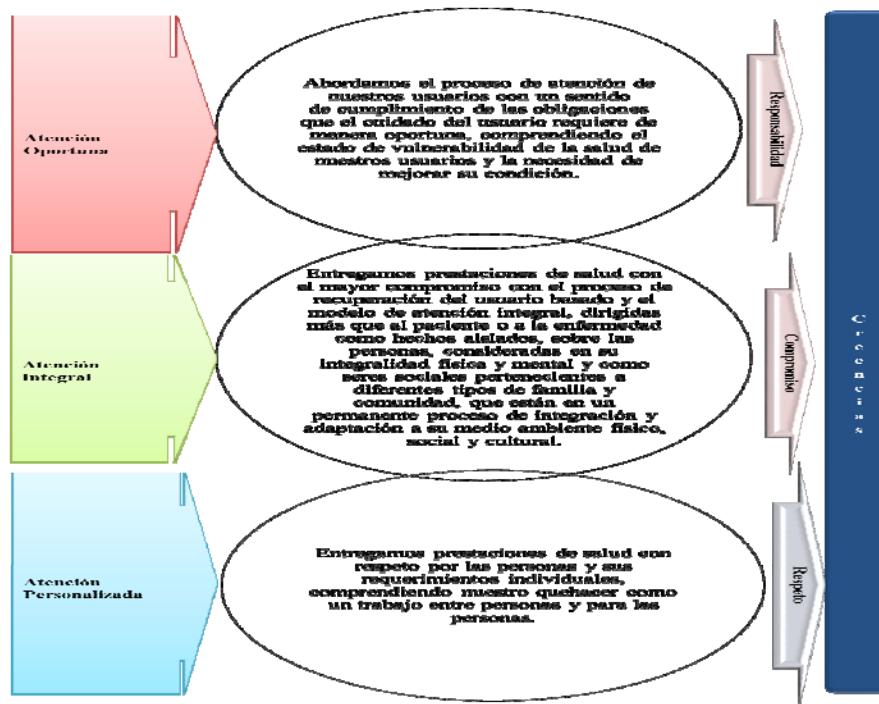 Atención
Oportuna
Abordamos el proceso de atención de
nuestros usuarios con un sentido
de cumplimiento de las obligaciones
que el cuidado del usuario requiere de
manera oportuna, comprendiendo el
estado de vulnerabilidad de la salud de
nuestros usuarios y la necesidad de
mejorar su condición.
Responsabilidad
Atención
Integral
Entregamos prestaciones de salud con
el mayor compromiso con el proceso de
recuperación del usuario basado y el
modelo de atención integral, dirigidas
más que al paciente o a la enfermedad
como hechos aislados, sobre las
personas, consideradas en su
integralidad física y mental y como
seres sociales pertenecientes a
diferentes tipos de familia y
comunidad, que están en un
permanente proceso de integración y
adaptación a su medio ambiente físico,
social y cultural.
Compromiso
Atención
Personalizada
Entregamos prestaciones de salud con
respeto por las personas y sus
requerimientos individuales,
comprendiendo nuestro quehacer como
un trabajo entre personas y para las
personas.
Respeto
Creencias